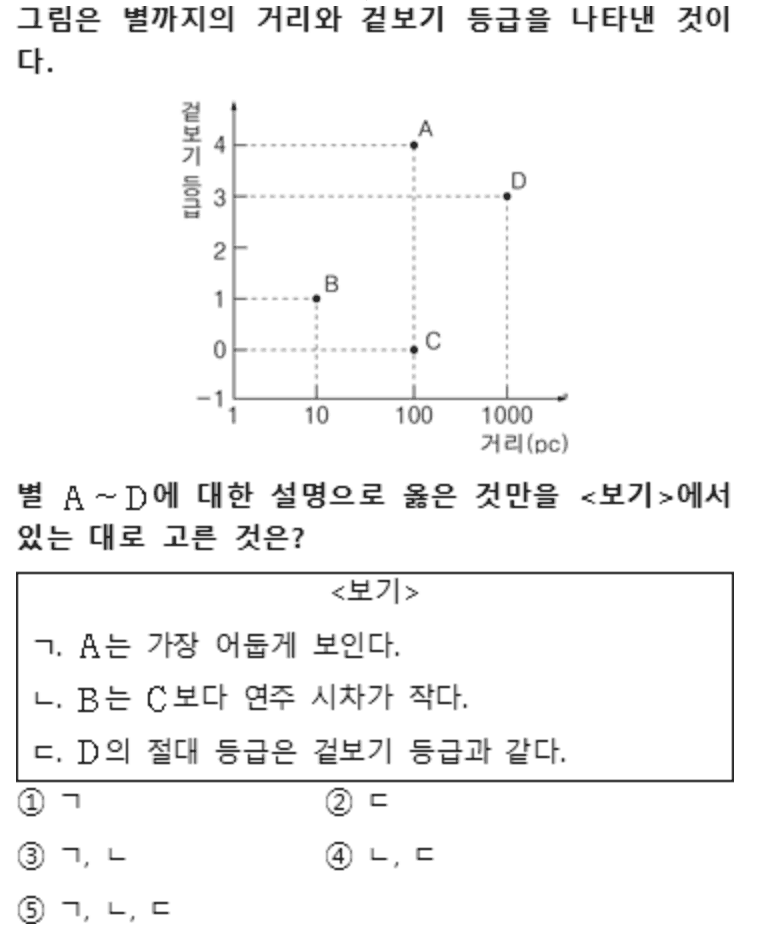 그림은 별까지의 거리와 겉보기 등급을 나타낸 것이
다.
겉보기 등급
4
A
3
D
2
1
B
0
C
-1
1 10 100 1000
거리(pc)
별 A ~ D에 대한 설명으로 옳은 것만을 <보기>에서
있는 대로 고른 것은?
<보기>
ㄱ. A는 가장 어둡게 보인다.
ㄴ. B는 C보다 연주 시차가 작다.
ㄷ. D의 절대 등급은 겉보기 등급과 같다.
① ㄱ ② ㄷ
③ ㄱ, ㄴ ④ ㄴ, ㄷ
⑤ ㄱ, ㄴ, ㄷ